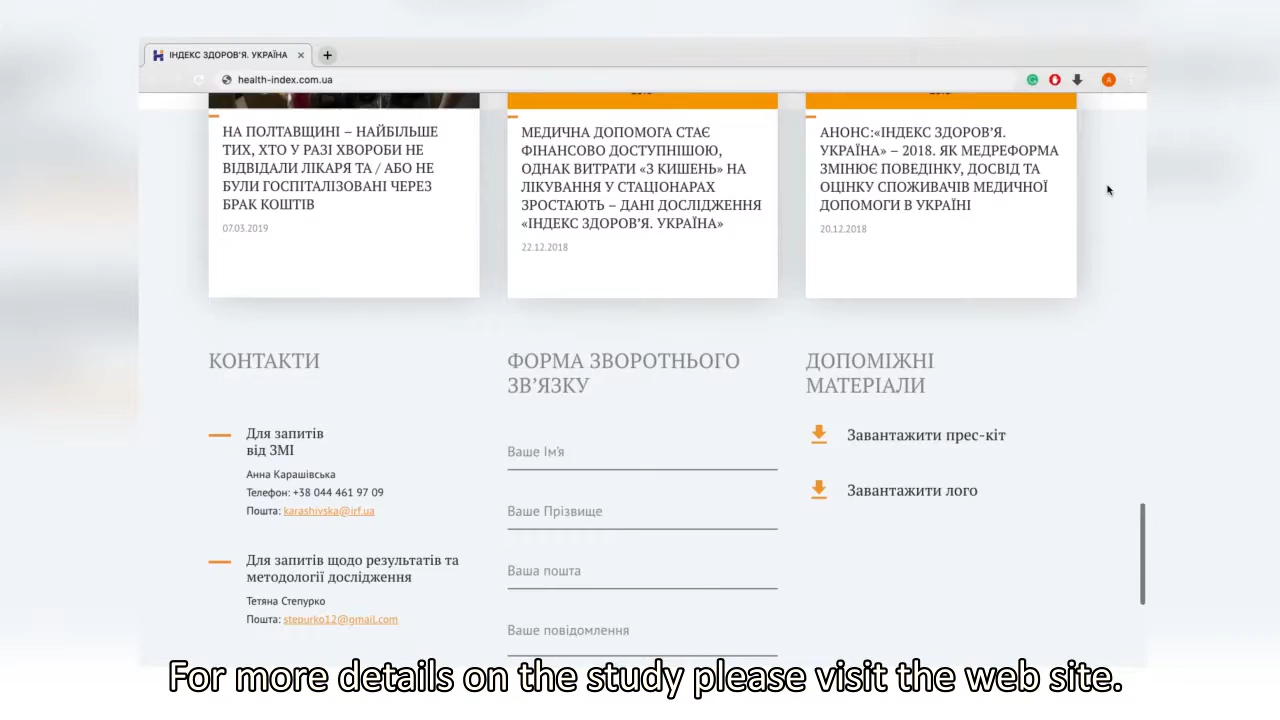 ІНДЕКС ЗДОРОВ'Я. УКРАЇНА
health-index.com.ua
НА ПОЛТАВЩИНІ – НАЙБІЛЬШЕ
ТИХ, ХТО У РАЗІ ХВОРОБИ НЕ
ВІДВІДАЛИ ЛІКАРЯ ТА / АБО НЕ
БУЛИ ГОСПІТАЛІЗОВАНІ ЧЕРЕЗ
БРАК КОШТІВ
07.03.2019
МЕДИЧНА ДОПОМОГА СТАЄ
ФІНАНСОВО ДОСТУПНІШОЮ,
ОДНАК ВИТРАТИ «З КИШЕНЬ» НА
ЛІКУВАННЯ У СТАЦІОНАРАХ
ЗРОСТАЮТЬ – ДАНІ ДОСЛІДЖЕННЯ
«ІНДЕКС ЗДОРОВ'Я. УКРАЇНА»
22.12.2018
АНОНС:«ІНДЕКС ЗДОРОВ'Я.
УКРАЇНА» – 2018. ЯК МЕДРЕФОРМА
ЗМІНЮЄ ПОВЕДІНКУ, ДОСВІД ТА
ОЦІНКУ СПОЖИВАЧІВ МЕДИЧНОЇ
ДОПОМОГИ В УКРАЇНІ
20.12.2018
КОНТАКТИ
Для запитів
від ЗМІ
Анна Карашівська
Телефон: +38 044 461 97 09
Пошта: karashivska@irf.ua
Для запитів щодо результатів та
методології дослідження
Тетяна Степурко
Пошта: stepurko12@gmail.com
ФОРМА ЗВОРОТНЬОГО
ЗВ'ЯЗКУ
Ваше Ім'я
Ваше Прізвище
Ваша пошта
Ваше повідомлення
ДОПОМІЖНІ
МАТЕРІАЛИ
Завантажити прес-кіт
Завантажити лого
For more details on the study please visit the web site.